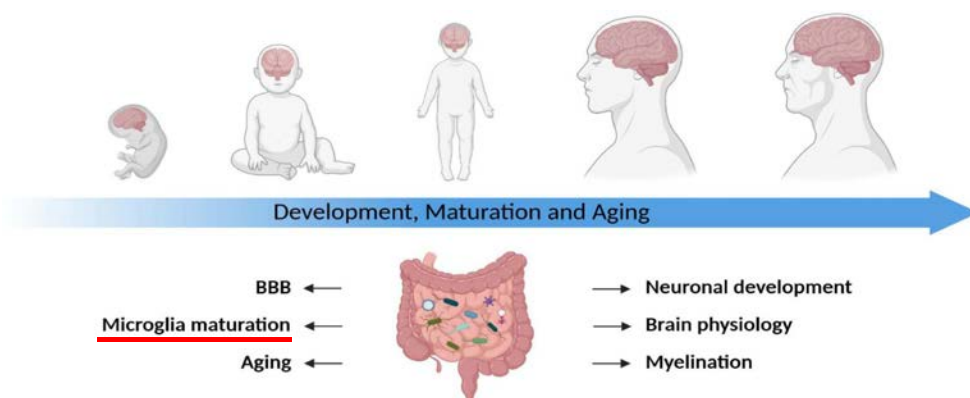 Development, Maturation and Aging
BBB
Microglia maturation
Aging
Neuronal development
Brain physiology
Myelination